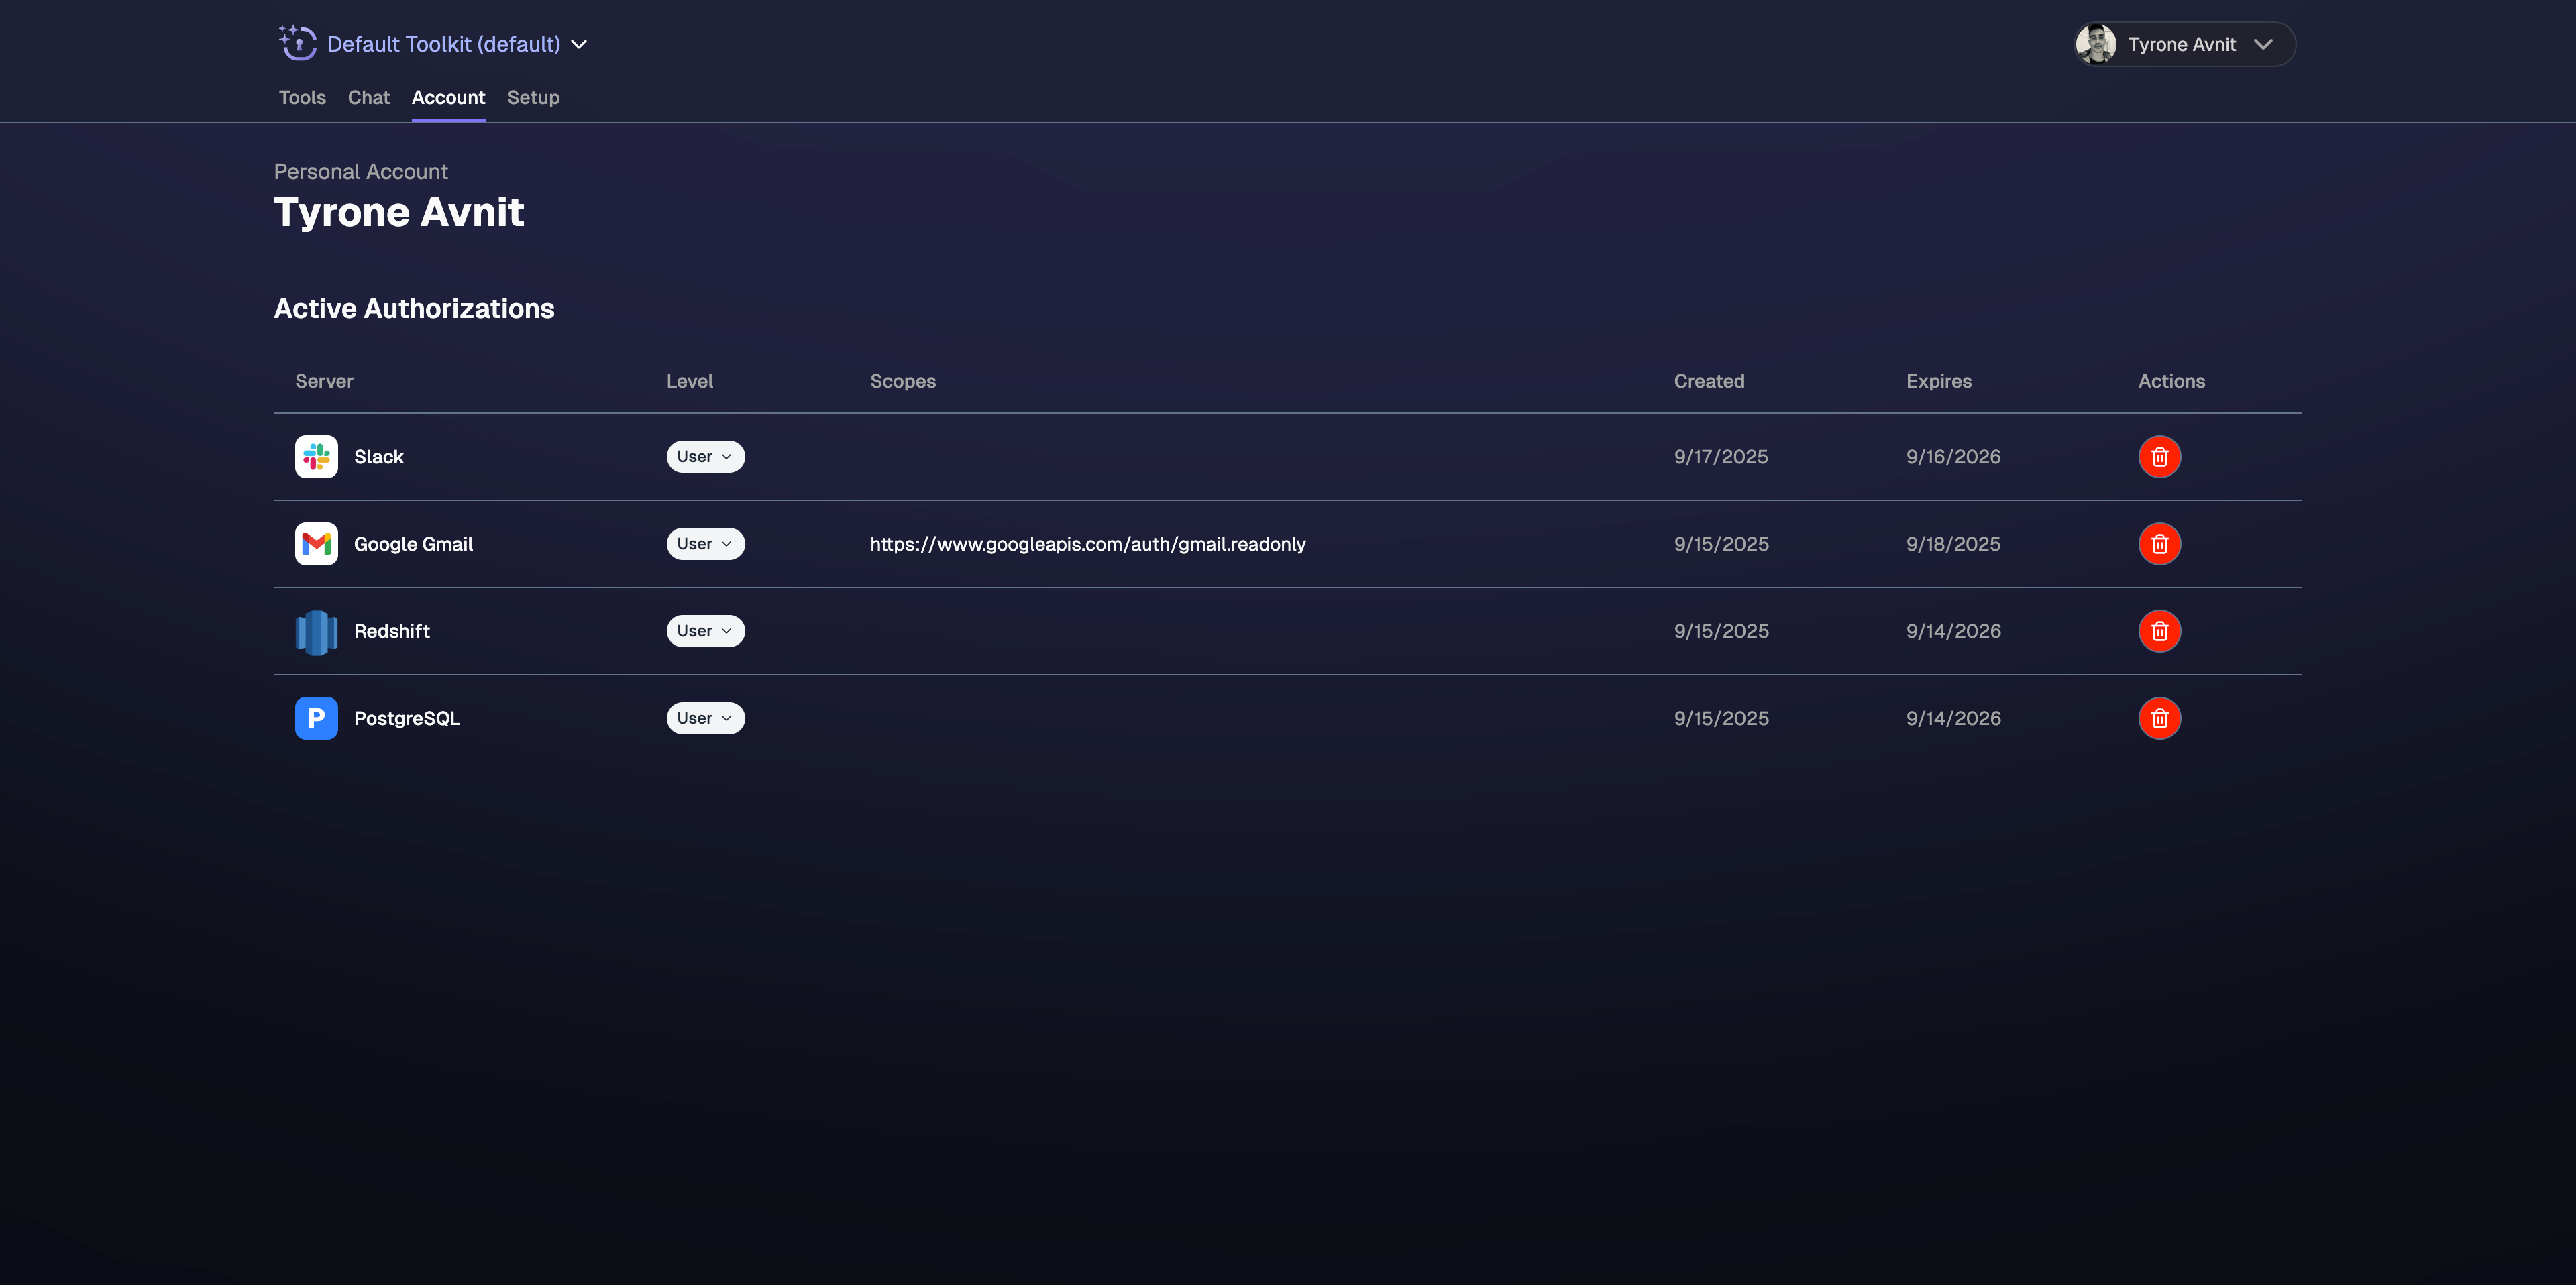 Default Toolkit (default)
Tyrone Avnit
Tools Chat Account Setup
Personal Account
Tyrone Avnit
Active Authorizations
Server Level Scopes Created Expires Actions
Slack User 9/17/2025 9/16/2026
Google Gmail User https://www.googleapis.com/auth/gmail.readonly 9/15/2025 9/18/2025
Redshift User 9/15/2025 9/14/2026
P PostgreSQL User 9/15/2025 9/14/2026